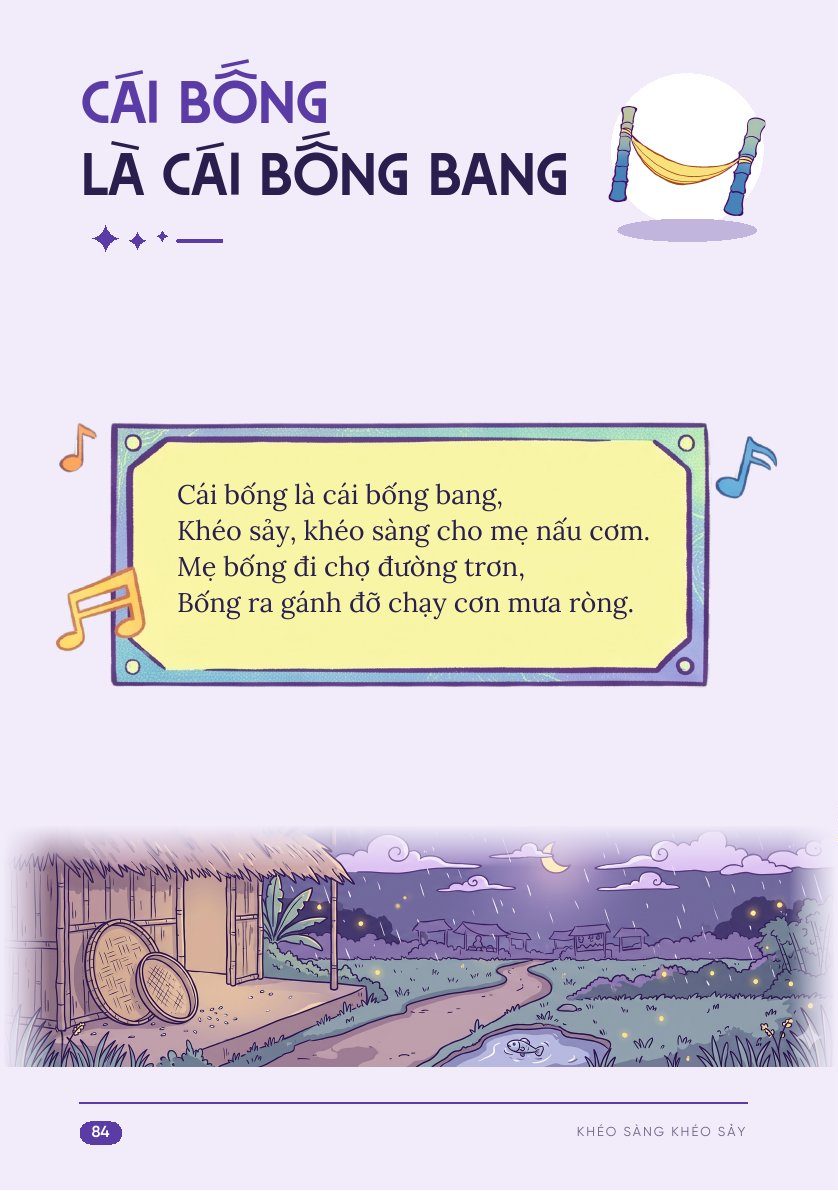 CÁI BỐNG
LÀ CÁI BỐNG BANG
Cái bống là cái bống bang,
Khéo sảy, khéo sàng cho mẹ nấu cơm.
Mẹ bống đi chợ đường trơn,
Bống ra gánh đỡ chạy cơn mưa ròng.
84
KHÉO SÀNG KHÉO SẢY